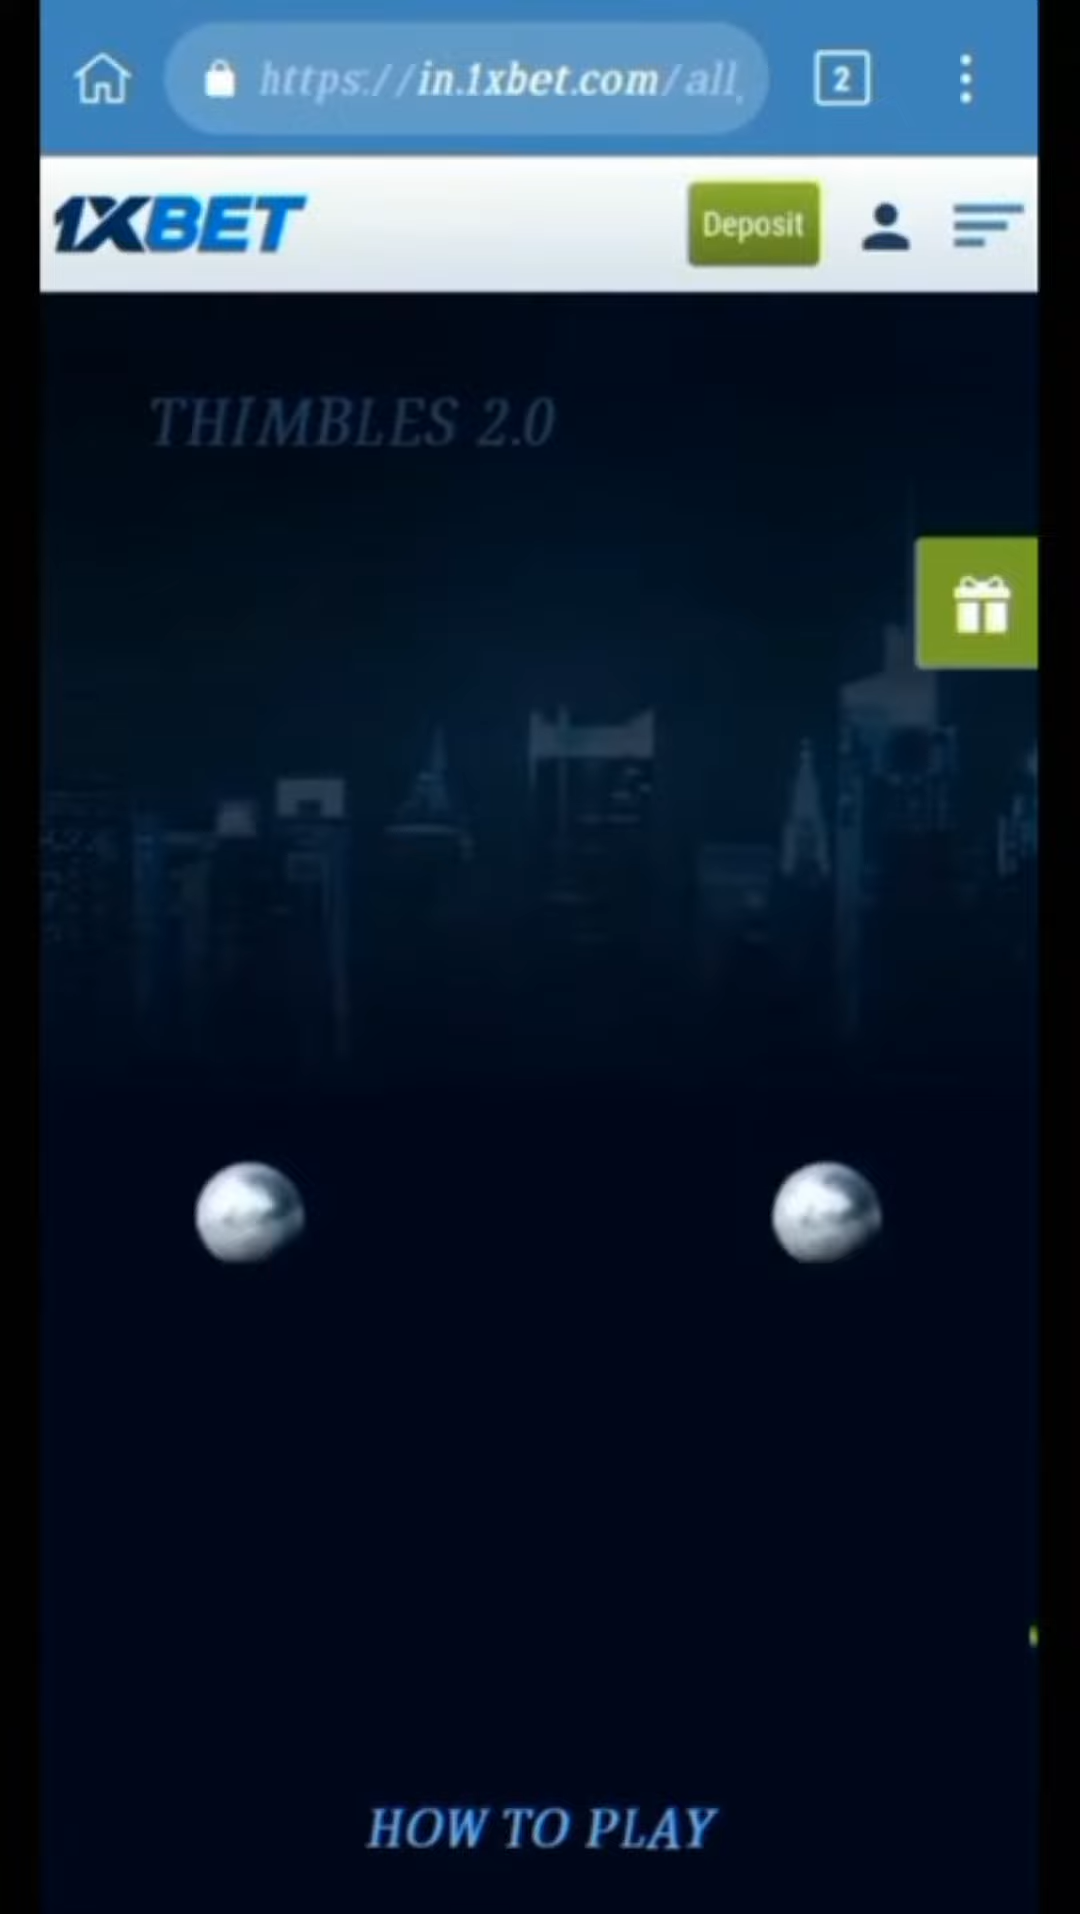 https://in.1xbet.com/all
2
1XBET
Deposit
THIMBLES 2.0
HOW TO PLAY